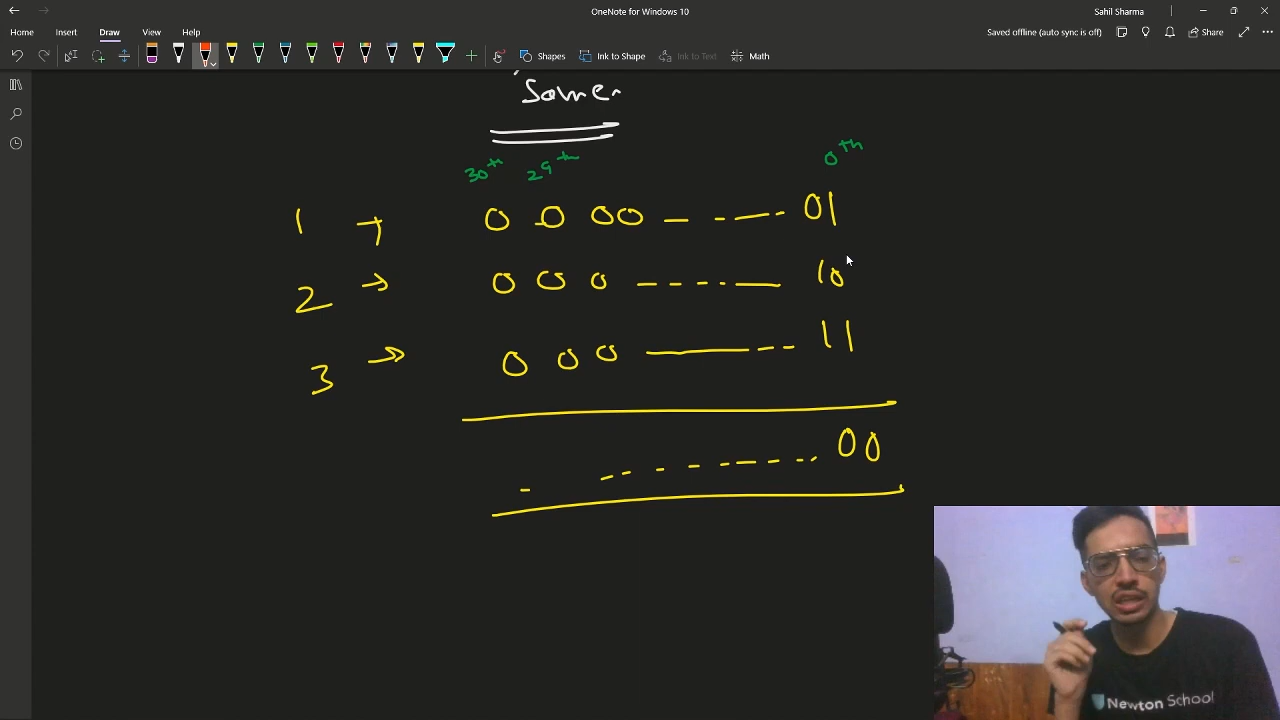 OneNote for Windows 10
Sahil Sharma
Home Insert Draw View Help
Saved offline (auto sync is off)
Share
Shapes Ink to Shape Ink to Text Math
30th 29th 0th
1 → 0 0 00 — - —-- 01
2 → 0 0 0 ----— 10
3 → 0 0 0 ——-- 11
- --------- 00
Newton School